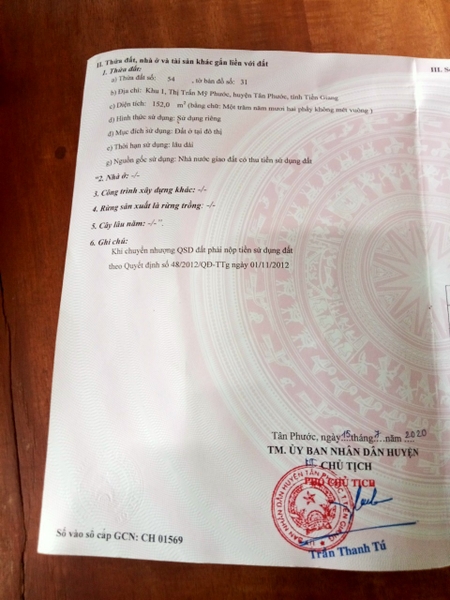 II. Thửa đất, nhà ở và tài sản khác gắn liền với đất
III. S
1. Thửa đất:
a) Thửa đất số: 54 tờ bản đồ số: 31
b) Địa chỉ: Khu 1, Thị Trấn Mỹ Phước, huyện Tân Phước, tỉnh Tiền Giang
c) Diện tích: 152,0 m² (bằng chữ: Một trăm năm mươi hai phẩy không mét vuông)
d) Hình thức sử dụng: Sử dụng riêng
đ) Mục đích sử dụng: Đất ở tại đô thị
e) Thời hạn sử dụng: lâu dài
g) Nguồn gốc sử dụng: Nhà nước giao đất có thu tiền sử dụng đất
"2. Nhà ở: -/-
3. Công trình xây dựng khác: -/-
4. Rừng sản xuất là rừng trồng: -/-
5. Cây lâu năm: -/-".
6. Ghi chú:
Khi chuyển nhượng QSD đất phải nộp tiền sử dụng đất
theo Quyết định số 48/2012/QĐ-TTg ngày 01/11/2012
Tân Phước, ngày 15 tháng 7 năm 2020
TM. ỦY BAN NHÂN DÂN HUYỆN
KT CHỦ TỊCH
PHÓ CHỦ TỊCH
Trần Thanh Tú
Số vào sổ cấp GCN: CH 01569